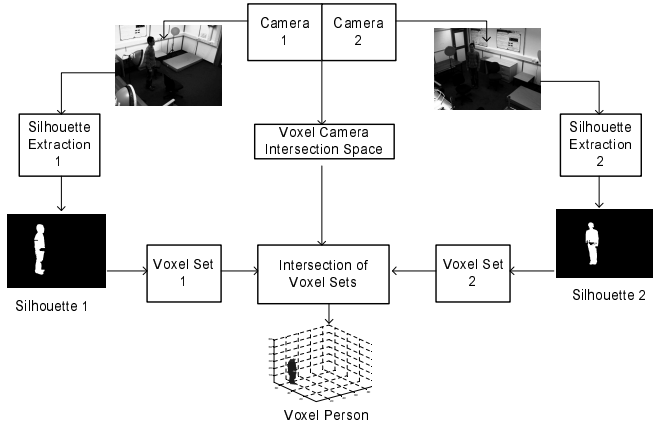 Camera
1
Camera
2
Silhouette
Extraction
1
Voxel Camera
Intersection Space
Silhouette
Extraction
2
Voxel Set
1
Intersection of
Voxel Sets
Voxel Set
2
Silhouette 1
Silhouette 2
Voxel Person